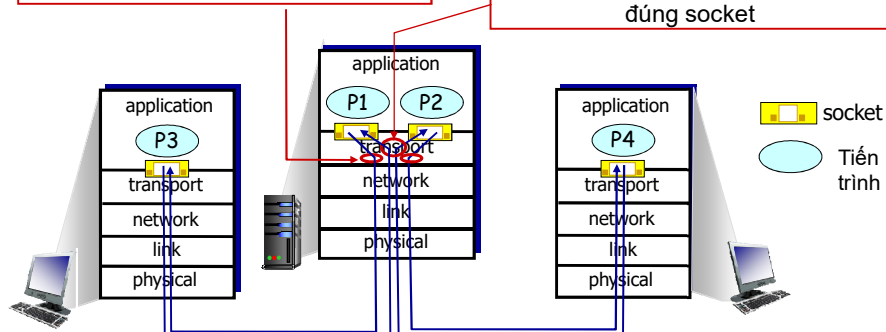 đúng socket
application
P1
P2
transport
network
link
physical
application
P3
transport
network
link
physical
application
P4
transport
network
link
physical
socket
Tiến
trình